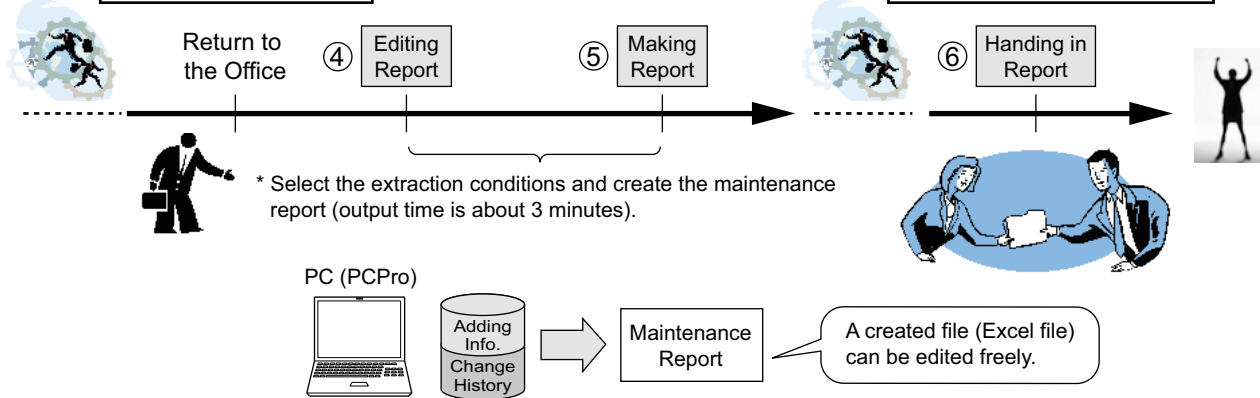 Return to
the Office
④
Editing
Report
⑤
Making
Report
⑥
Handing in
Report
* Select the extraction conditions and create the maintenance
report (output time is about 3 minutes).
PC (PCPro)
Adding
Info.
Change
History
Maintenance
Report
A created file (Excel file)
can be edited freely.